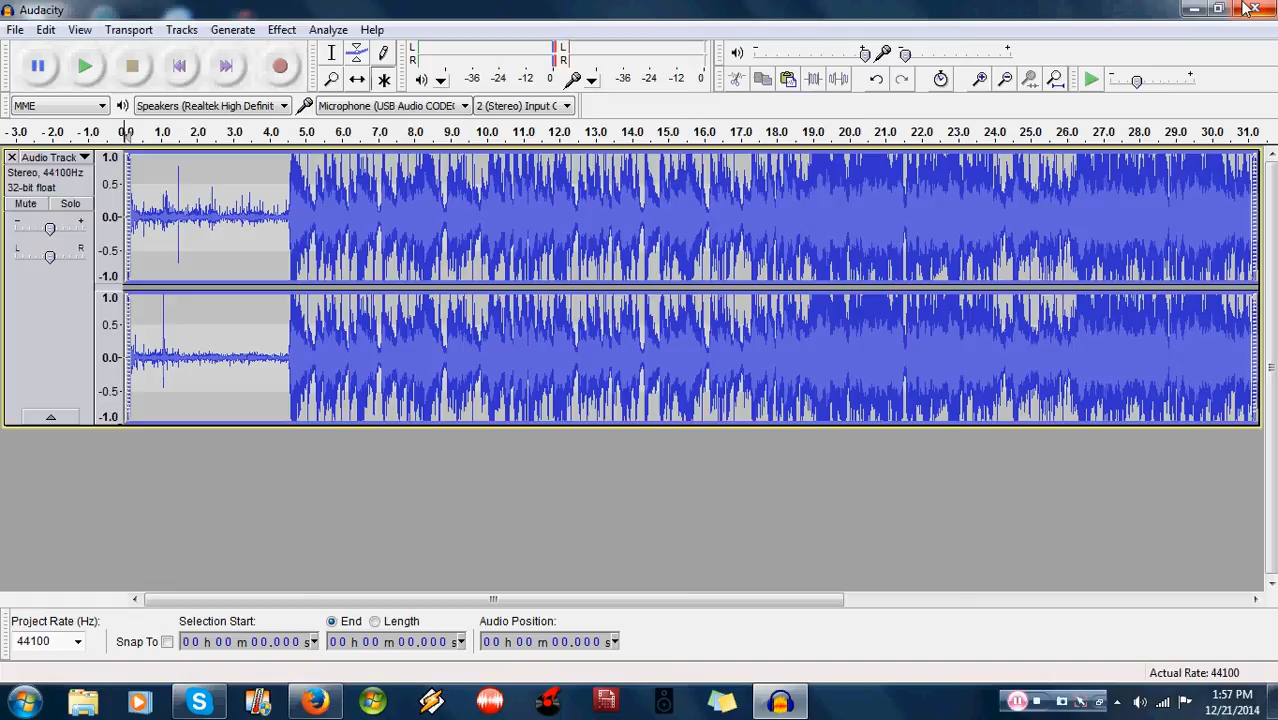 Audacity
File Edit View Transport Tracks Generate Effect Analyze Help
L
R
-36 -24 -12 0
L
R
-36 -24 -12 0
MME Speakers (Realtek High Definit Microphone (USB Audio CODEC 2 (Stereo) Input C
-3.0 -2.0 -1.0 0.0 1.0 2.0 3.0 4.0 5.0 6.0 7.0 8.0 9.0 10.0 11.0 12.0 13.0 14.0 15.0 16.0 17.0 18.0 19.0 20.0 21.0 22.0 23.0 24.0 25.0 26.0 27.0 28.0 29.0 30.0 31.0
Audio Track
Stereo, 44100Hz
32-bit float
Mute Solo
- +
L R
1.0
0.5
0.0
-0.5
-1.0
1.0
0.5
0.0
-0.5
-1.0
Project Rate (Hz): Selection Start: End Length Audio Position:
44100 Snap To 00 h 00 m 00.000 s 00 h 00 m 00.000 s 00 h 00 m 00.000 s
Actual Rate: 44100
1:57 PM
12/21/2014